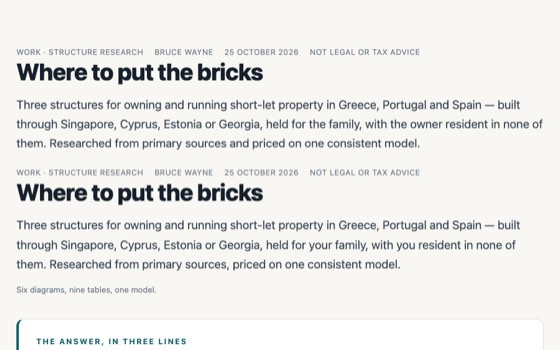 WORK · STRUCTURE RESEARCH BRUCE WAYNE 25 OCTOBER 2026 NOT LEGAL OR TAX ADVICE
Where to put the bricks
Three structures for owning and running short-let property in Greece, Portugal and Spain — built
through Singapore, Cyprus, Estonia or Georgia, held for the family, with the owner resident in none of
them. Researched from primary sources and priced on one consistent model.
WORK · STRUCTURE RESEARCH BRUCE WAYNE 25 OCTOBER 2026 NOT LEGAL OR TAX ADVICE
Where to put the bricks
Three structures for owning and running short-let property in Greece, Portugal and Spain — built
through Singapore, Cyprus, Estonia or Georgia, held for your family, with you resident in none of
them. Researched from primary sources, priced on one consistent model.
Six diagrams, nine tables, one model.
THE ANSWER, IN THREE LINES